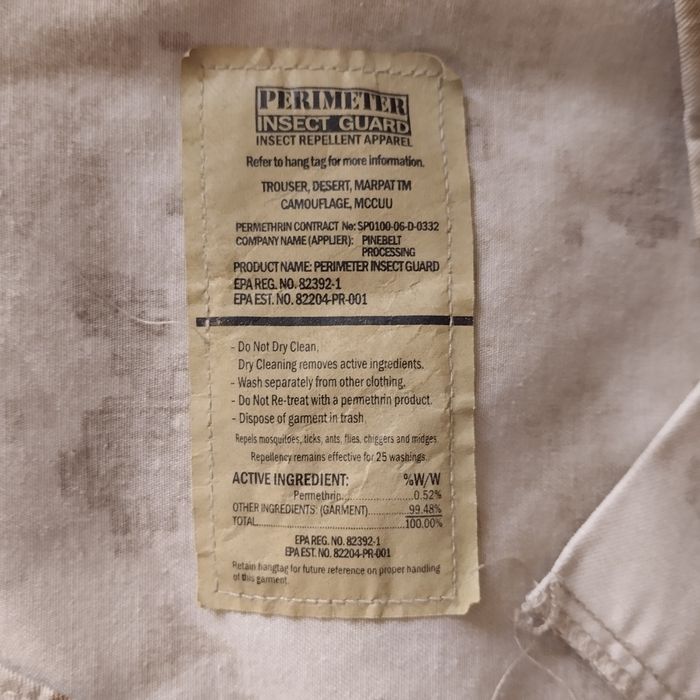 PERIMETER
INSECT GUARD
INSECT REPELLENT APPAREL
Refer to hang tag for more information.
TROUSER, DESERT, MARPAT TM
CAMOUFLAGE, MCCUU
PERMETHRIN CONTRACT No: SP0100-06-D-0332
COMPANY NAME (APPLIER): PINEBELT
PROCESSING
PRODUCT NAME: PERIMETER INSECT GUARD
EPA REG. NO. 82392-1
EPA EST. NO. 82204-PR-001
- Do Not Dry Clean,
Dry Cleaning removes active ingredients.
- Wash separately from other clothing,
- Do Not Re-treat with a permethrin product.
- Dispose of garment in trash
Repels mosquitoes, ticks, ants, flies, chiggers and midges
Repellency remains effective for 25 washings.
ACTIVE INGREDIENT: %W/W
Permethrin..............0.52%
OTHER INGREDIENTS: (GARMENT)..........99.48%
TOTAL..............................100.00%
EPA REG. NO. 82392-1
EPA EST. NO. 82204-PR-001
Retain hangtag for future reference on proper handling
of this garment.